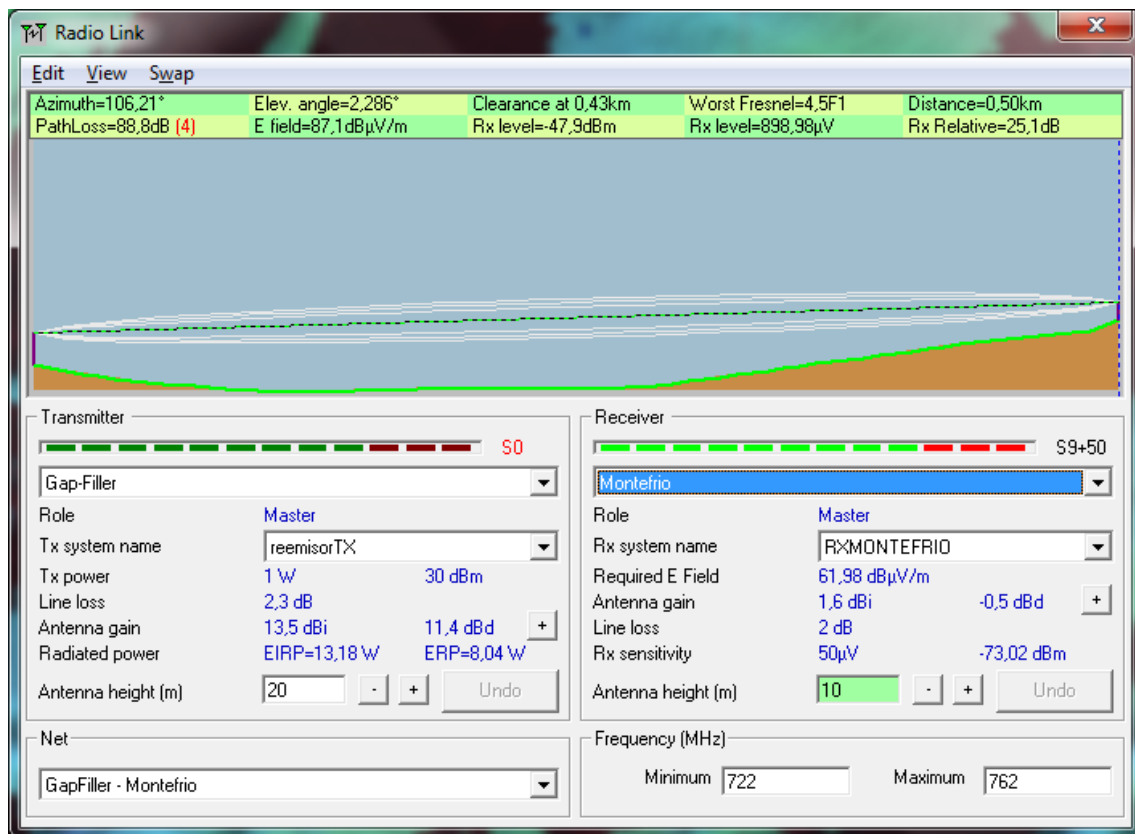 Radio Link
X
Edit View Swap
Azimuth=106,21° Elev. angle=2,286° Clearance at 0,43km Worst Fresnel=4,5F1 Distance=0,50km
PathLoss=88,8dB (4) E field=87,1dBµV/m Rx level=-47,9dBm Rx level=898,98µV Rx Relative=25,1dB
Transmitter
S0
Gap-Filler
Role Master
Tx system name reemisorTX
Tx power 1 W 30 dBm
Line loss 2,3 dB
Antenna gain 13,5 dBi 11,4 dBd +
Radiated power EIRP=13,18 W ERP=8,04 W
Antenna height (m) 20 - + Undo
Net
GapFiller - Montefrio
Receiver
S9+50
Montefrio
Role Master
Rx system name RXMONTEFRIO
Required E Field 61,98 dBµV/m
Antenna gain 1,6 dBi -0,5 dBd +
Line loss 2 dB
Rx sensitivity 50µV -73,02 dBm
Antenna height (m) 10 - + Undo
Frequency (MHz)
Minimum 722 Maximum 762